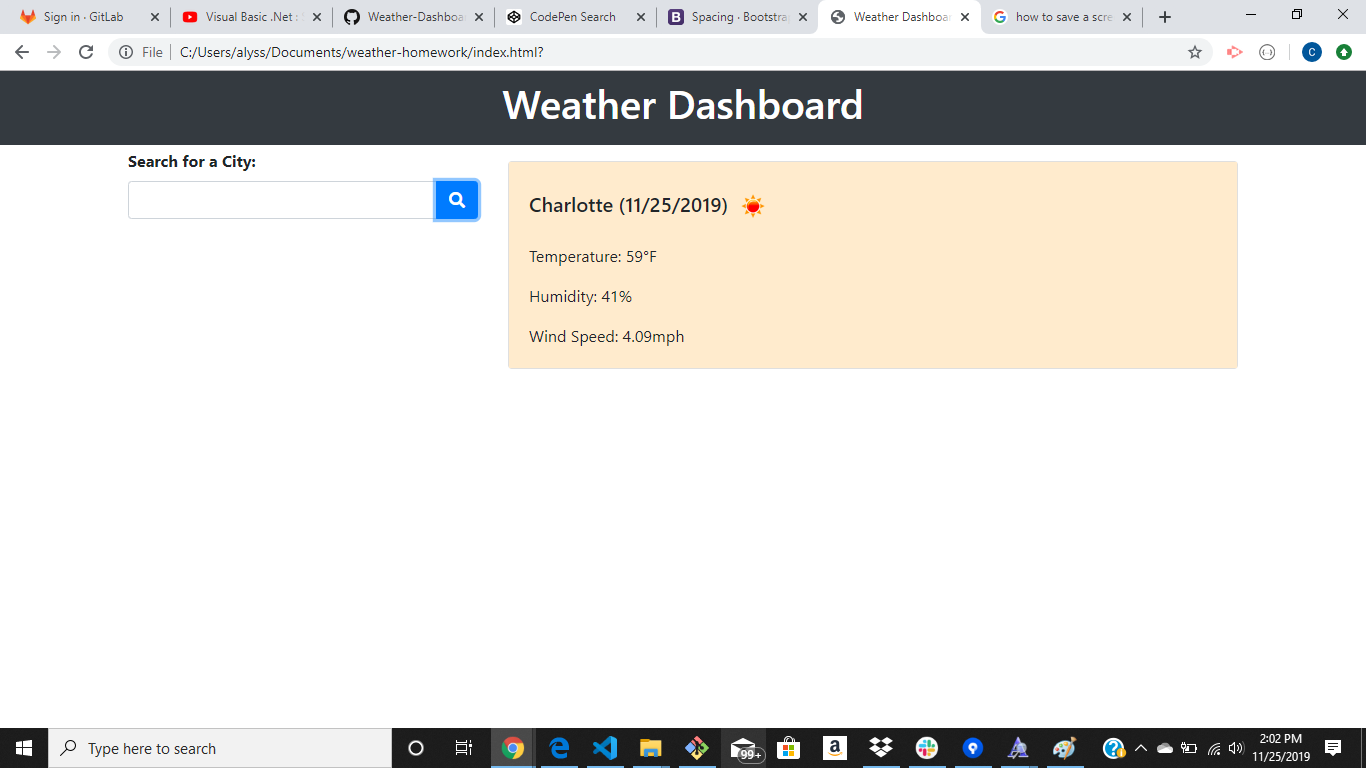 Sign in · GitLab
Visual Basic .Net :
Weather-Dashboa
CodePen Search
Spacing · Bootstrap
Weather Dashboar
how to save a scre
File
C:/Users/alyss/Documents/weather-homework/index.html?
C
Weather Dashboard
Search for a City:
Charlotte (11/25/2019)
Temperature: 59°F
Humidity: 41%
Wind Speed: 4.09mph
Type here to search
99+
2:02 PM
11/25/2019